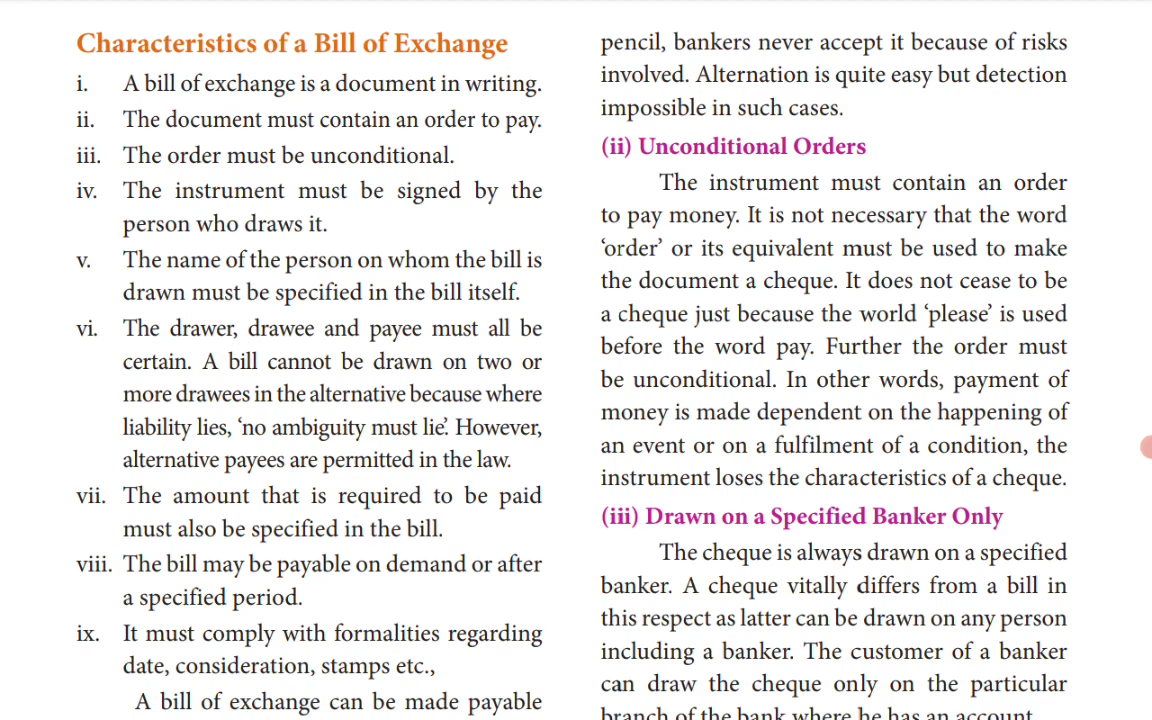 Characteristics of a Bill of Exchange
i. A bill of exchange is a document in writing.
ii. The document must contain an order to pay.
iii. The order must be unconditional.
iv. The instrument must be signed by the
person who draws it.
v. The name of the person on whom the bill is
drawn must be specified in the bill itself.
vi. The drawer, drawee and payee must all be
certain. A bill cannot be drawn on two or
more drawees in the alternative because where
liability lies, ‘no ambiguity must lie’. However,
alternative payees are permitted in the law.
vii. The amount that is required to be paid
must also be specified in the bill.
viii. The bill may be payable on demand or after
a specified period.
ix. It must comply with formalities regarding
date, consideration, stamps etc.,
A bill of exchange can be made payable
pencil, bankers never accept it because of risks
involved. Alternation is quite easy but detection
impossible in such cases.
(ii) Unconditional Orders
The instrument must contain an order
to pay money. It is not necessary that the word
‘order’ or its equivalent must be used to make
the document a cheque. It does not cease to be
a cheque just because the world ‘please’ is used
before the word pay. Further the order must
be unconditional. In other words, payment of
money is made dependent on the happening of
an event or on a fulfilment of a condition, the
instrument loses the characteristics of a cheque.
(iii) Drawn on a Specified Banker Only
The cheque is always drawn on a specified
banker. A cheque vitally differs from a bill in
this respect as latter can be drawn on any person
including a banker. The customer of a banker
can draw the cheque only on the particular
branch of the bank where he has an account